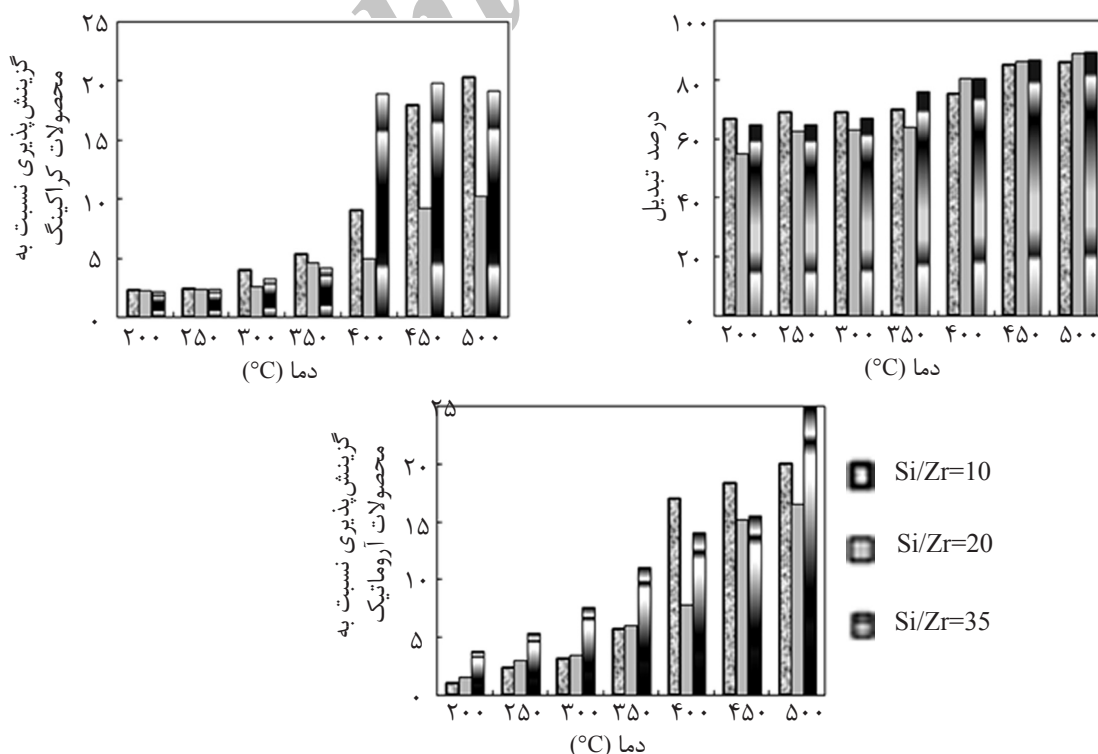 گزینش‌پذیری نسبت به
محصولات کراکینگ
۲۵
۲۰
۱۵
۱۰
۵
۰
۲۰۰ ۲۵۰ ۳۰۰ ۳۵۰ ۴۰۰ ۴۵۰ ۵۰۰
دما (°C)
درصد تبدیل
۱۰۰
۸۰
۶۰
۴۰
۲۰
۰
۲۰۰ ۲۵۰ ۳۰۰ ۳۵۰ ۴۰۰ ۴۵۰ ۵۰۰
دما (°C)
گزینش‌پذیری نسبت به
محصولات آروماتیک
۲۵
۲۰
۱۵
۱۰
۵
۰
۲۰۰ ۲۵۰ ۳۰۰ ۳۵۰ ۴۰۰ ۴۵۰ ۵۰۰
دما (°C)
Si/Zr=10
Si/Zr=20
Si/Zr=35